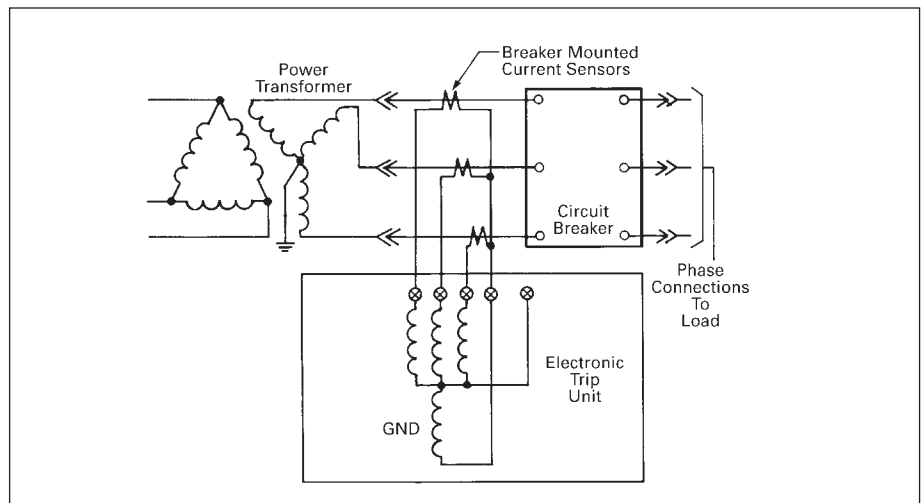 Breaker Mounted
Current Sensors
Power
Transformer
Circuit
Breaker
Phase
Connections
To
Load
Electronic
Trip
Unit
GND